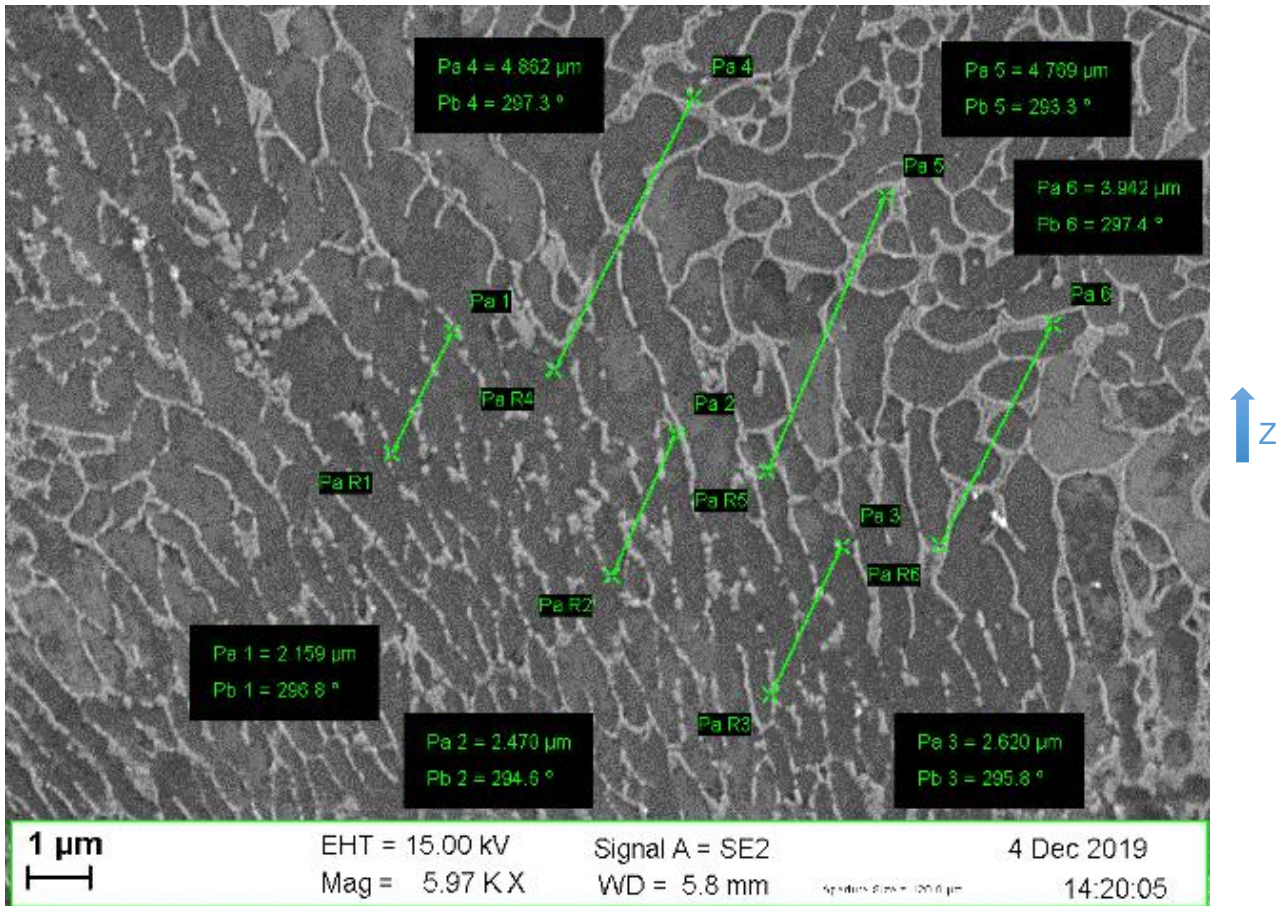 Pa 4 = 4.862 µm
Pb 4 = 297.3 °
Pa 4
Pa 5 = 4.769 µm
Pb 5 = 293.3 °
Pa 5
Pa 6 = 3.942 µm
Pb 6 = 297.4 °
Pa 1
Pa 6
Pa R4
Pa 2
Z
Pa R1
Pa R5
Pa 3
Pa R6
Pa R2
Pa 1 = 2.159 µm
Pb 1 = 296.8 °
Pa R3
Pa 2 = 2.470 µm
Pb 2 = 294.6 °
Pa 3 = 2.620 µm
Pb 3 = 295.8 °
1 µm
EHT = 15.00 kV
Signal A = SE2
4 Dec 2019
Mag = 5.97 K X
WD = 5.8 mm
Aperture Size = 120.0 µm
14:20:05